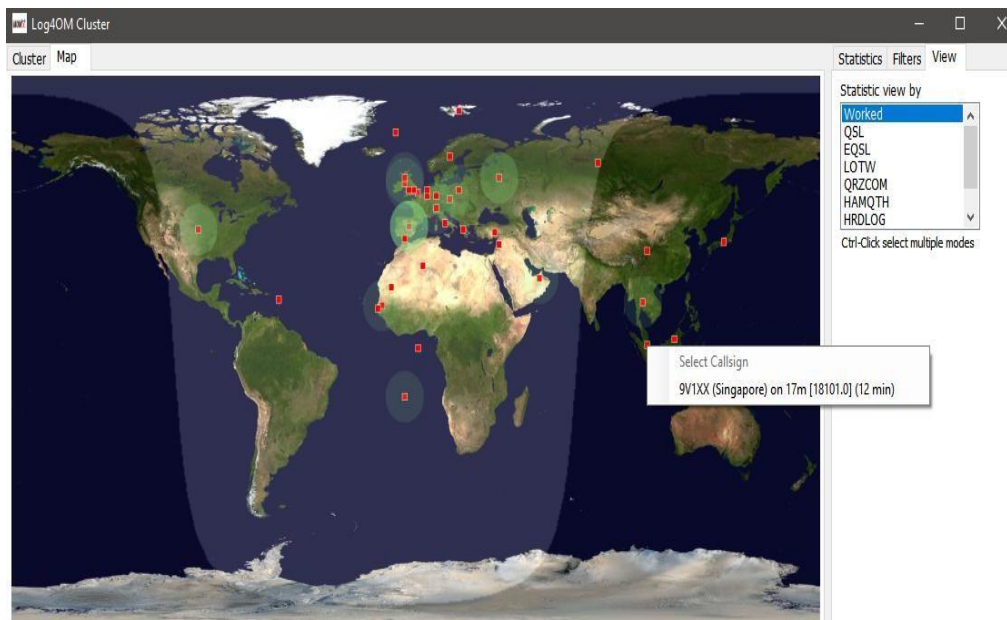 Log4OM Cluster
Cluster Map
Statistics Filters View
Statistic view by
Worked
QSL
EQSL
LOTW
QRZCOM
HAMQTH
HRDLOG
Ctrl-Click select multiple modes
Select Callsign
9V1XX (Singapore) on 17m [18101.0] (12 min)